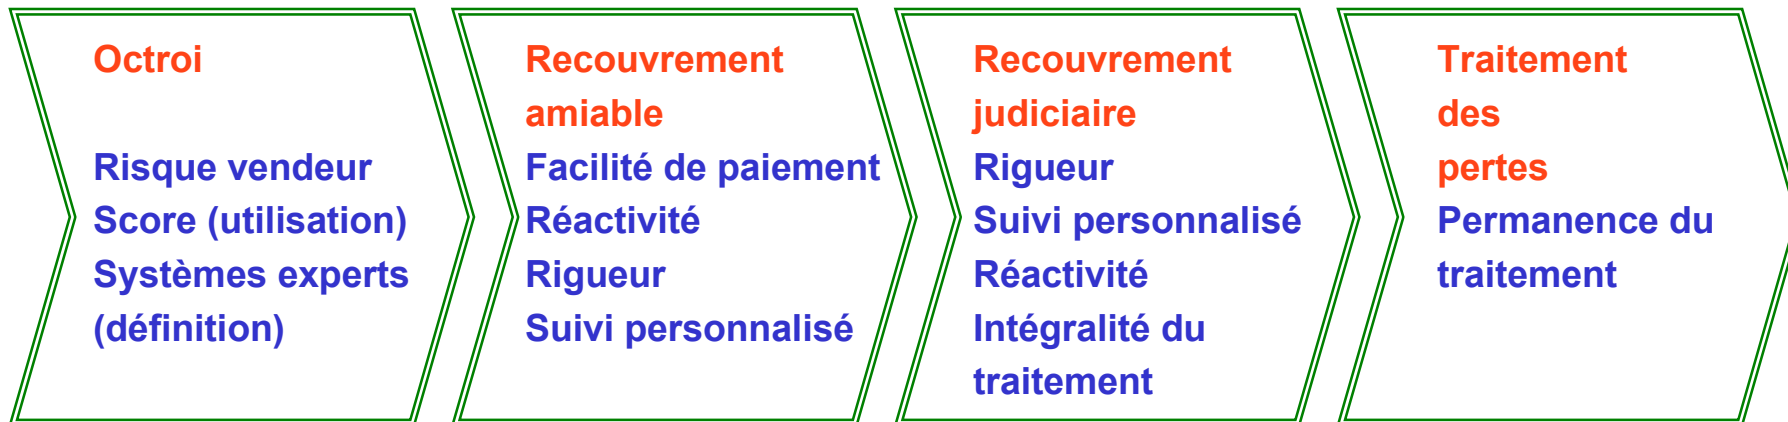 Octroi
Risque vendeur
Score (utilisation)
Systèmes experts
(définition)
Recouvrement
amiable
Facilité de paiement
Réactivité
Rigueur
Suivi personnalisé
Recouvrement
judiciaire
Rigueur
Suivi personnalisé
Réactivité
Intégralité du
traitement
Traitement
des
pertes
Permanence du
traitement